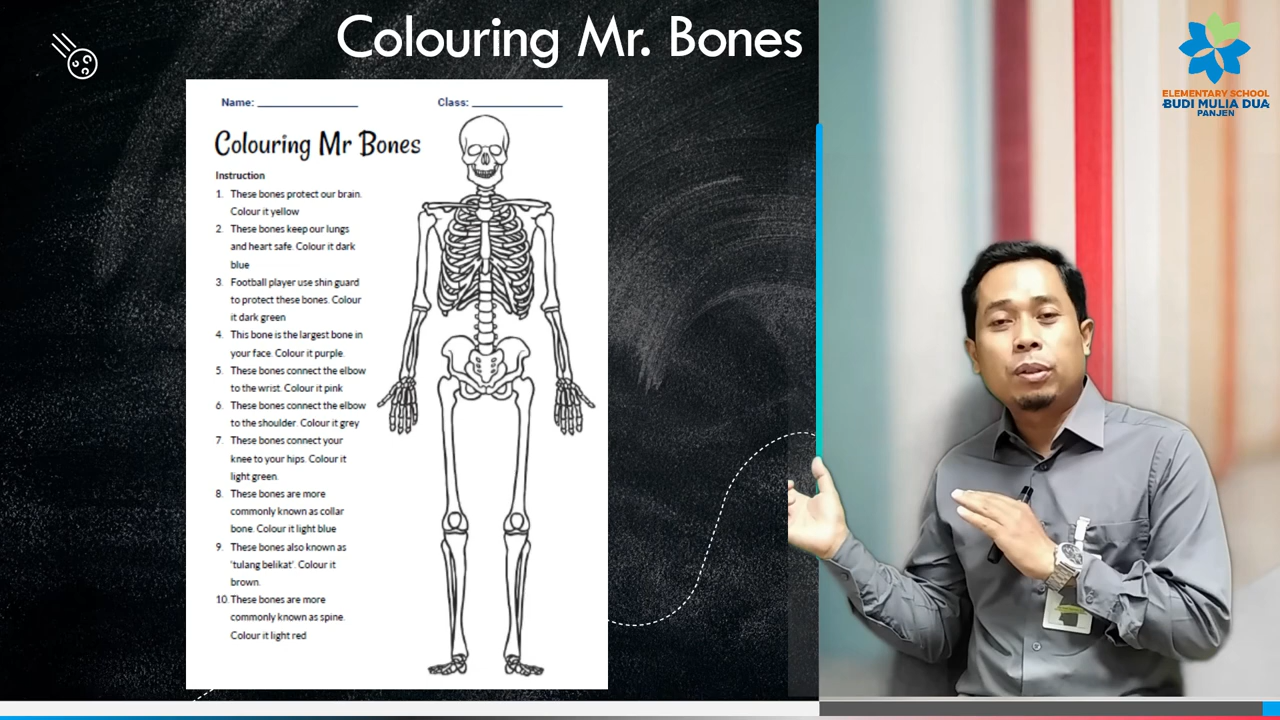 Colouring Mr. Bones
Name: ________________
Class: ________________
Colouring Mr Bones
Instruction
1. These bones protect our brain.
Colour it yellow
2. These bones keep our lungs
and heart safe. Colour it dark
blue
3. Football player use shin guard
to protect these bones. Colour
it dark green
4. This bone is the largest bone in
your face. Colour it purple.
5. These bones connect the elbow
to the wrist. Colour it pink
6. These bones connect the elbow
to the shoulder. Colour it grey
7. These bones connect your
knee to your hips. Colour it
light green.
8. These bones are more
commonly known as collar
bone. Colour it light blue
9. These bones also known as
'tulang belikat'. Colour it
brown.
10. These bones are more
commonly known as spine.
Colour it light red
ELEMENTARY SCHOOL
BUDI MULIA DUA
PANJEN